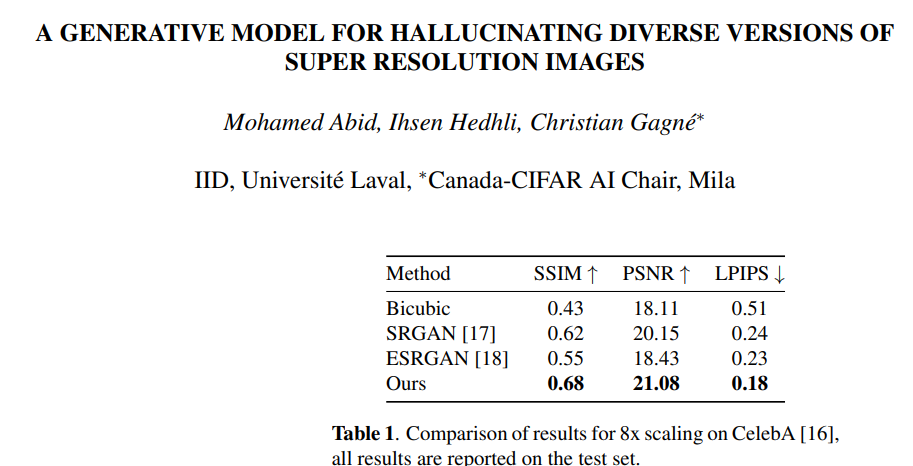 A GENERATIVE MODEL FOR HALLUCINATING DIVERSE VERSIONS OF
SUPER RESOLUTION IMAGES
Mohamed Abid, Ihsen Hedhli, Christian Gagné*
IID, Université Laval, *Canada-CIFAR AI Chair, Mila
Method SSIM ↑ PSNR ↑ LPIPS ↓
Bicubic 0.43 18.11 0.51
SRGAN [17] 0.62 20.15 0.24
ESRGAN [18] 0.55 18.43 0.23
Ours 0.68 21.08 0.18
Table 1. Comparison of results for 8x scaling on CelebA [16],
all results are reported on the test set.